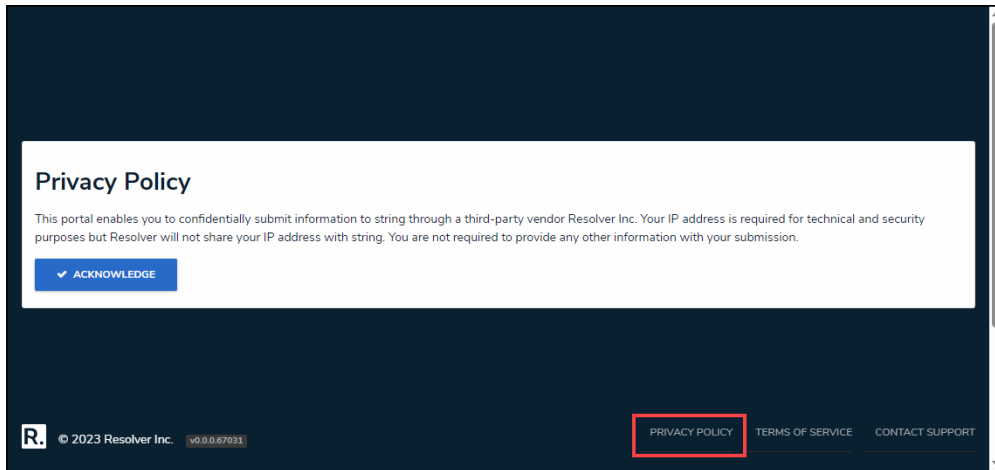 Privacy Policy
This portal enables you to confidentially submit information to string through a third-party vendor Resolver Inc. Your IP address is required for technical and security
purposes but Resolver will not share your IP address with string. You are not required to provide any other information with your submission.
✔ ACKNOWLEDGE
R. © 2023 Resolver Inc. v0.0.0.67031 PRIVACY POLICY TERMS OF SERVICE CONTACT SUPPORT